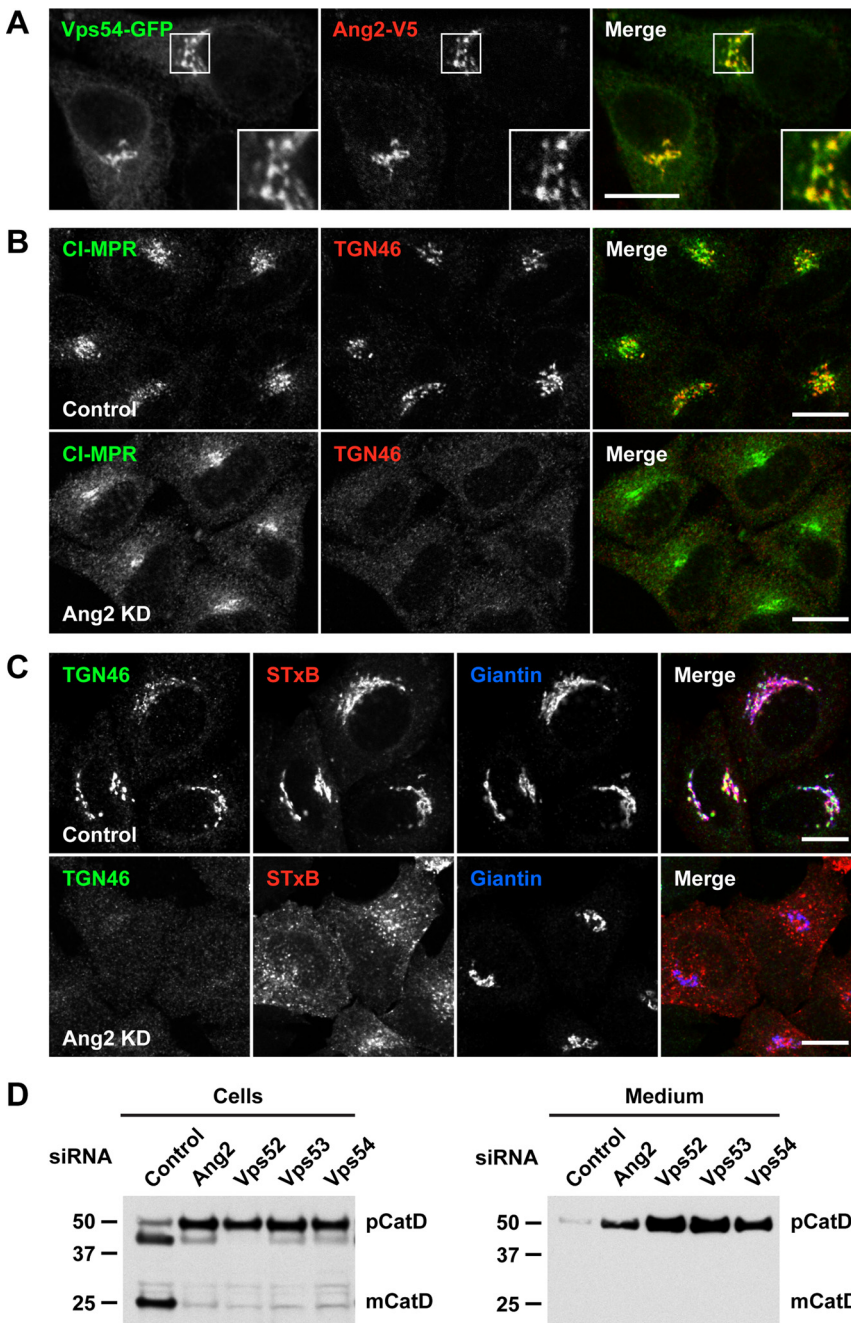 A
Vps54-GFP
Ang2-V5
Merge
B
CI-MPR
TGN46
Merge
Control
CI-MPR
TGN46
Merge
Ang2 KD
C
TGN46
STxB
Giantin
Merge
Control
TGN46
STxB
Giantin
Merge
Ang2 KD
D
Cells
siRNA
Control
Ang2
Vps52
Vps53
Vps54
50
pCatD
37
25
mCatD
Medium
siRNA
Control
Ang2
Vps52
Vps53
Vps54
50
pCatD
37
25
mCatD